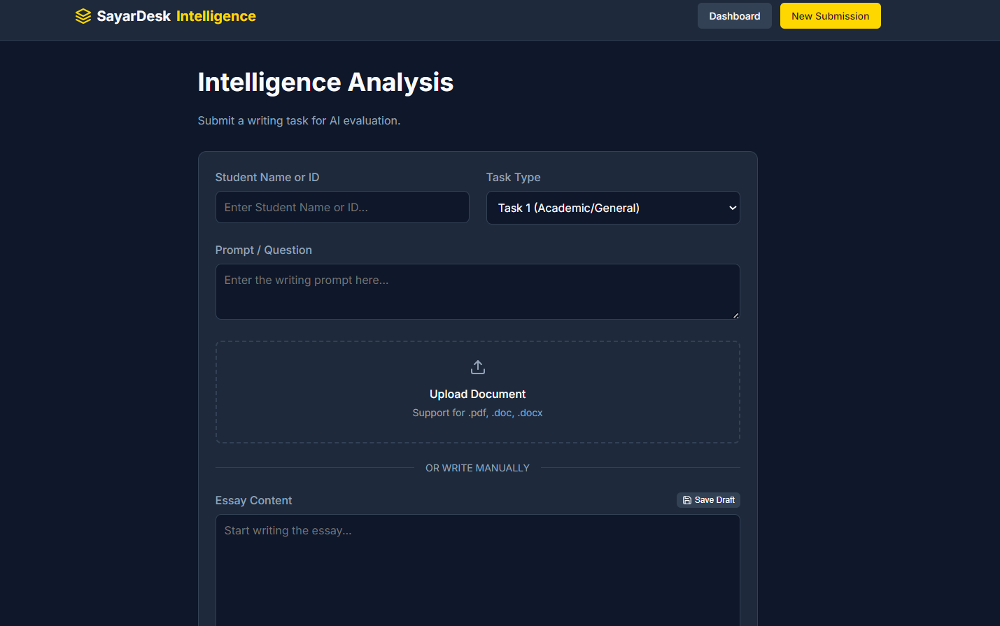 SayarDesk Intelligence
Dashboard
New Submission
Intelligence Analysis
Submit a writing task for AI evaluation.
Student Name or ID
Task Type
Enter Student Name or ID...
Task 1 (Academic/General)
Prompt / Question
Enter the writing prompt here...
Upload Document
Support for .pdf, .doc, .docx
OR WRITE MANUALLY
Essay Content
Save Draft
Start writing the essay...